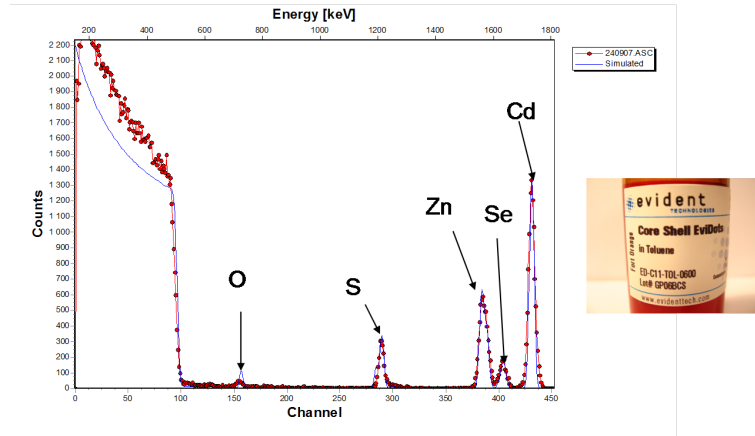 Energy [keV]
200 400 600 800 1000 1200 1400 1600 1800
2 200
2 100
2 000
1 900
1 800
1 700
1 600
1 500
1 400
1 300
1 200
1 100
1 000
900
800
700
600
500
400
300
200
100
0
Counts
0 50 100 150 200 250 300 350 400 450
Channel
O
S
Zn
Se
Cd
240907.ASC
Simulated
evident
TECHNOLOGIES
Fort Orange
Core Shell EviDots
in Toluene
ED-C11-TOL-0600
Lot# GP06BCS
www.evidenttech.com